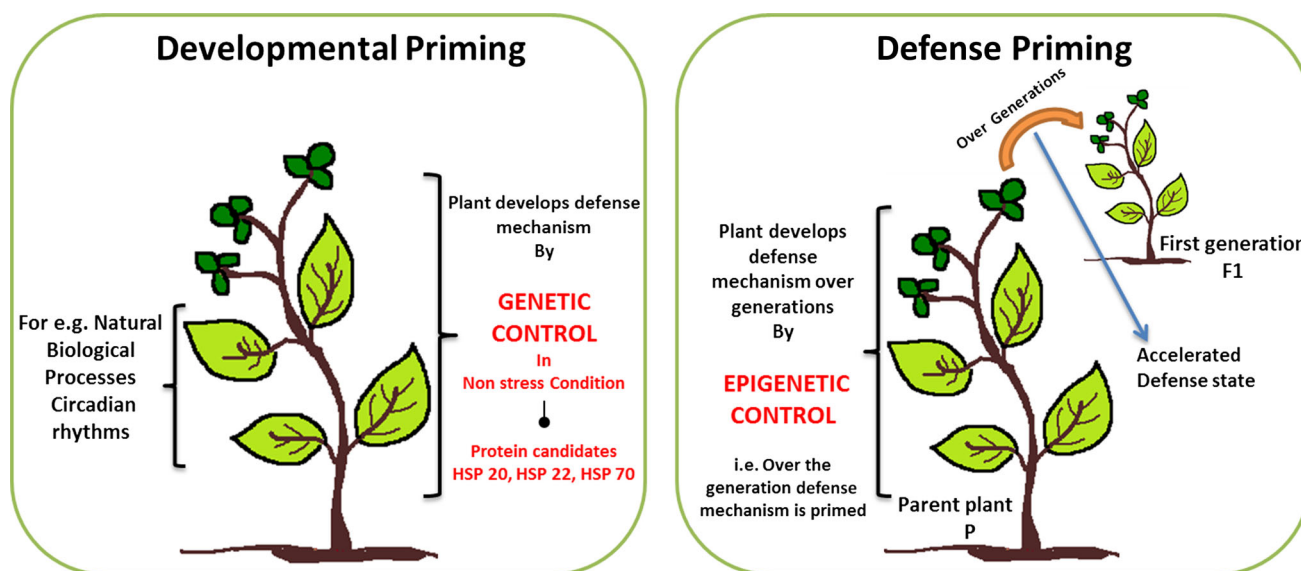 Developmental Priming
For e.g. Natural
Biological
Processes
Circadian
rhythms
Plant develops defense
mechanism
By
GENETIC
CONTROL
In
Non stress Condition
Protein candidates
HSP 20, HSP 22, HSP 70
Defense Priming
Over Generations
Plant develops
defense
mechanism over
generations
By
EPIGENETIC
CONTROL
i.e. Over the
generation defense
mechanism is primed
Parent plant
P
First generation
F1
Accelerated
Defense state